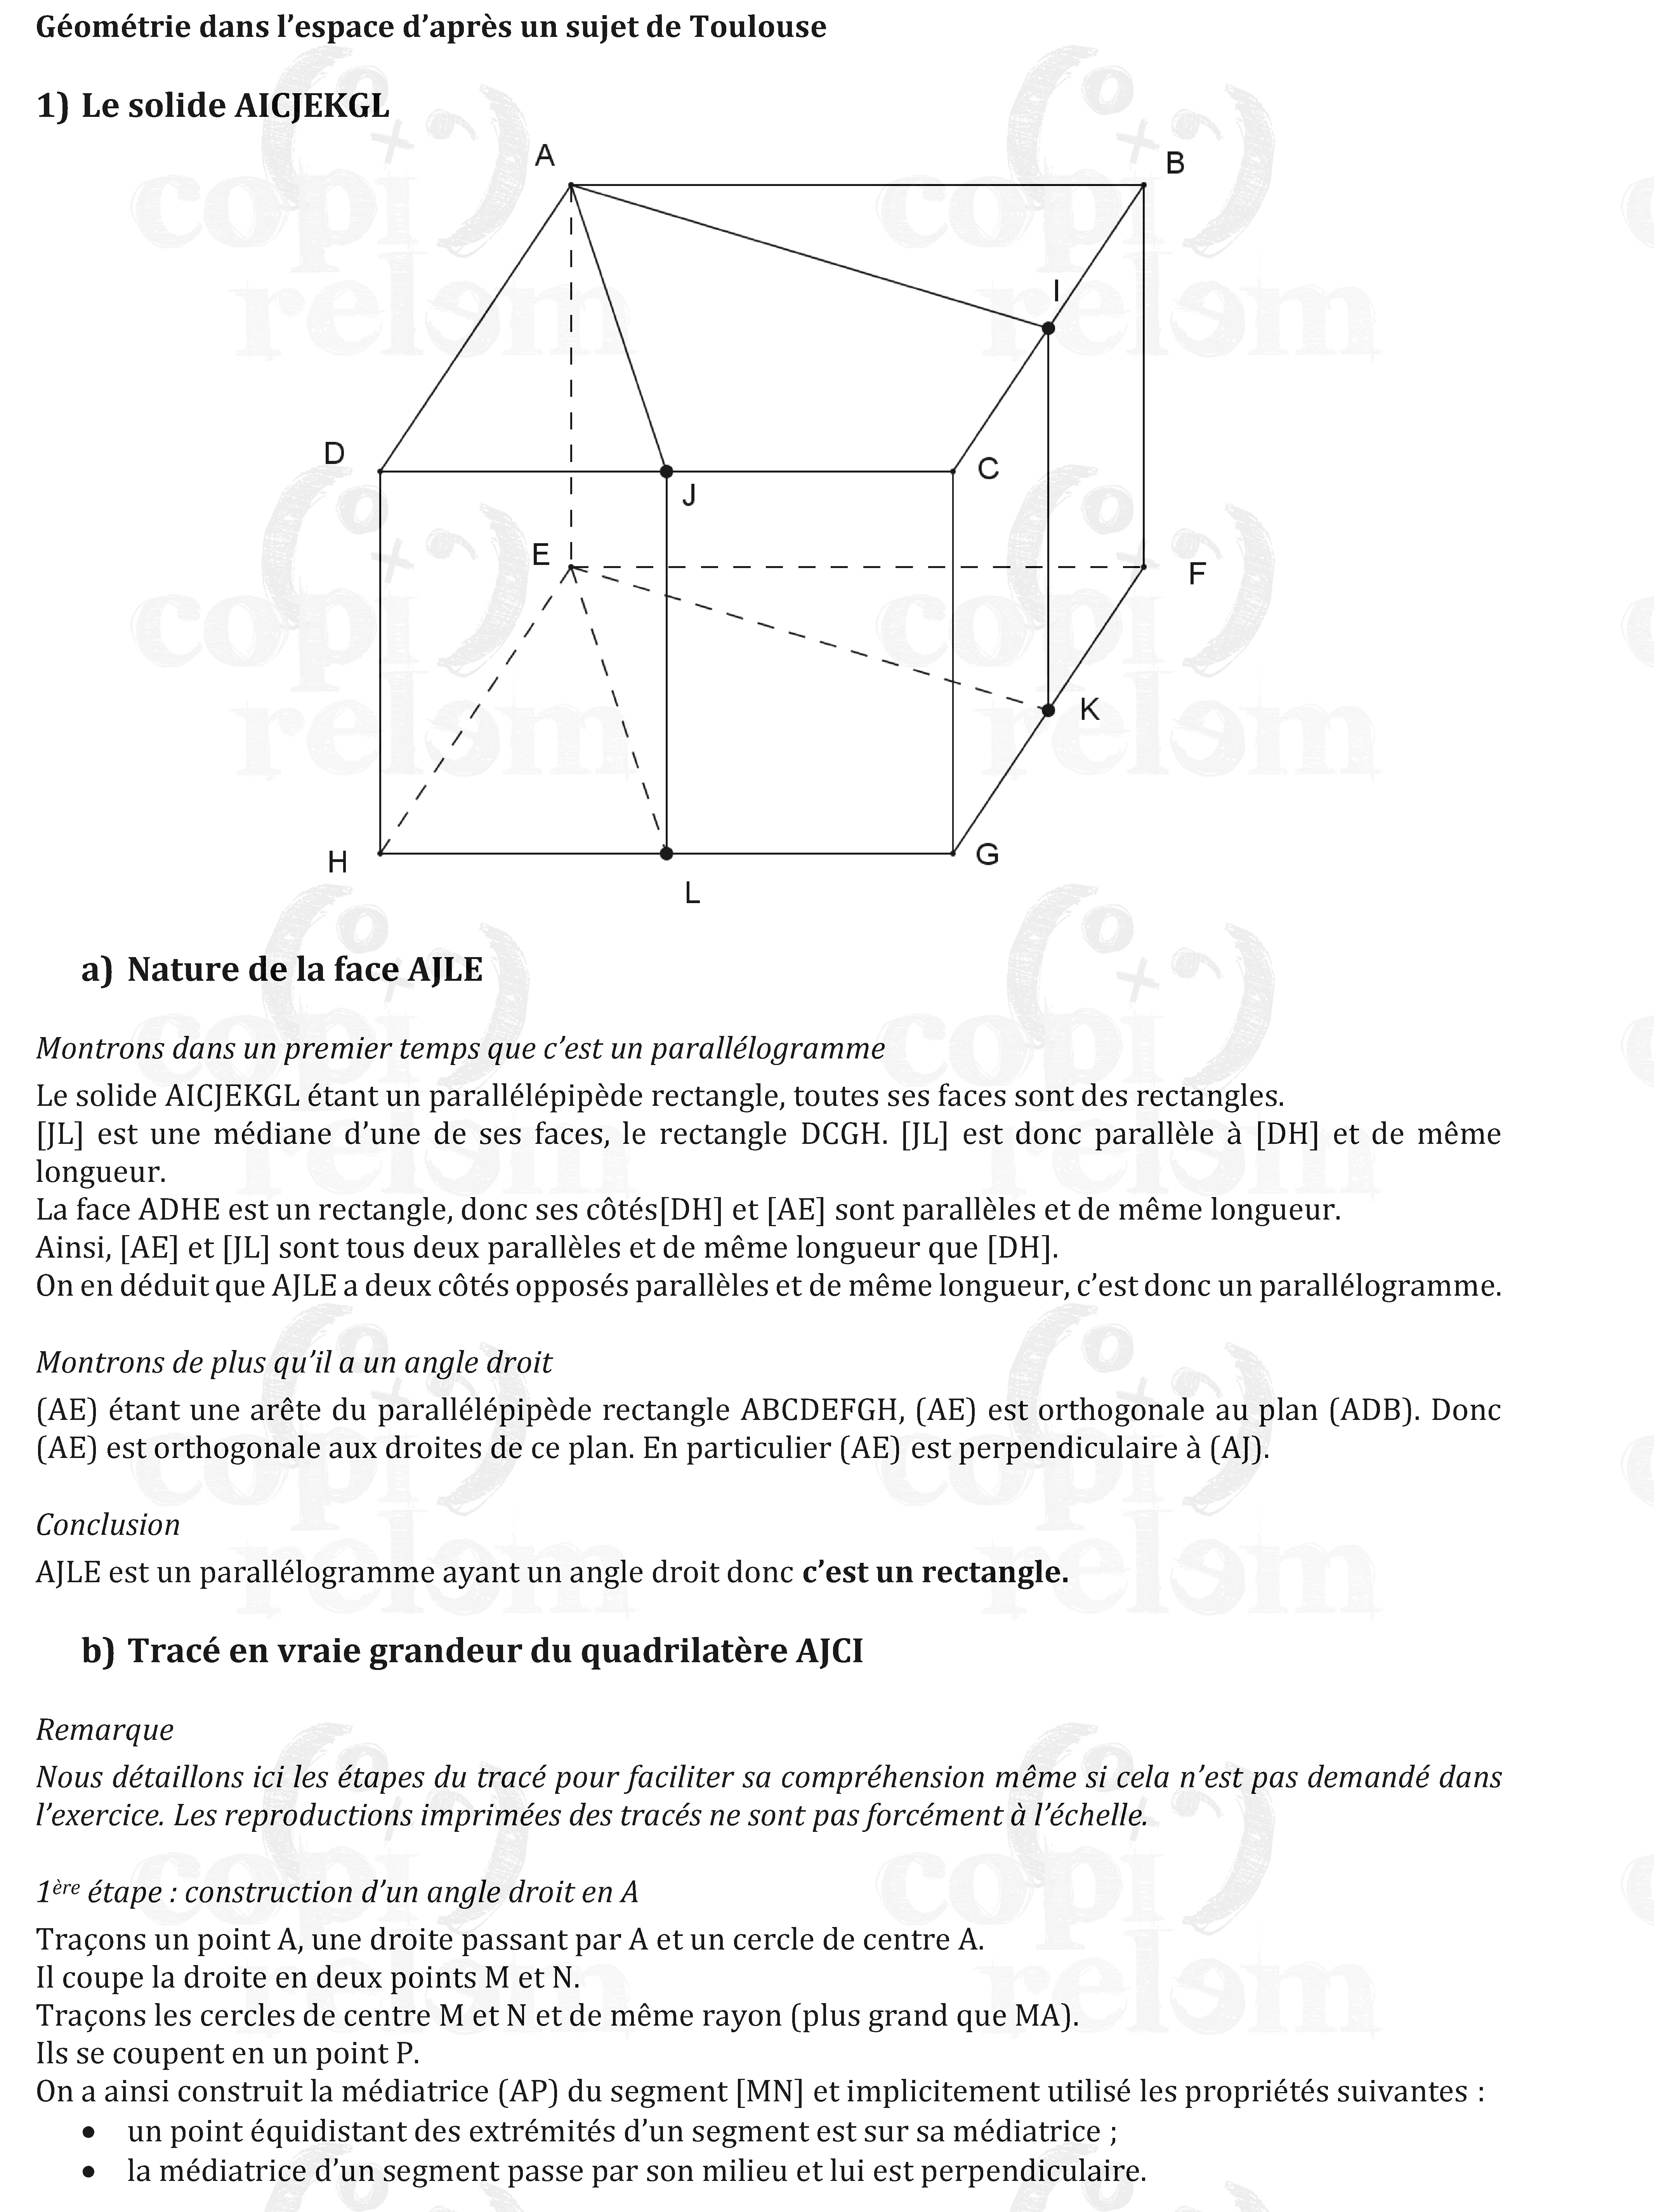 Géométrie dans l’espace d’après un sujet de Toulouse
1) Le solide AICJEKGL
A
B
I
D
C
J
E
F
K
H
G
L
a) Nature de la face AJLE
Montrons dans un premier temps que c’est un parallélogramme
Le solide AICJEKGL étant un parallélépipède rectangle, toutes ses faces sont des rectangles.
[JL] est une médiane d’une de ses faces, le rectangle DCGH. [JL] est donc parallèle à [DH] et de même
longueur.
La face ADHE est un rectangle, donc ses côtés[DH] et [AE] sont parallèles et de même longueur.
Ainsi, [AE] et [JL] sont tous deux parallèles et de même longueur que [DH].
On en déduit que AJLE a deux côtés opposés parallèles et de même longueur, c’est donc un parallélogramme.
Montrons de plus qu’il a un angle droit
(AE) étant une arête du parallélépipède rectangle ABCDEFGH, (AE) est orthogonale au plan (ADB). Donc
(AE) est orthogonale aux droites de ce plan. En particulier (AE) est perpendiculaire à (AJ).
Conclusion
AJLE est un parallélogramme ayant un angle droit donc c’est un rectangle.
b) Tracé en vraie grandeur du quadrilatère AJCI
Remarque
Nous détaillons ici les étapes du tracé pour faciliter sa compréhension même si cela n’est pas demandé dans
l’exercice. Les reproductions imprimées des tracés ne sont pas forcément à l’échelle.
1ère étape : construction d’un angle droit en A
Traçons un point A, une droite passant par A et un cercle de centre A.
Il coupe la droite en deux points M et N.
Traçons les cercles de centre M et N et de même rayon (plus grand que MA).
Ils se coupent en un point P.
On a ainsi construit la médiatrice (AP) du segment [MN] et implicitement utilisé les propriétés suivantes :
• un point équidistant des extrémités d’un segment est sur sa médiatrice ;
• la médiatrice d’un segment passe par son milieu et lui est perpendiculaire.
copi
relem